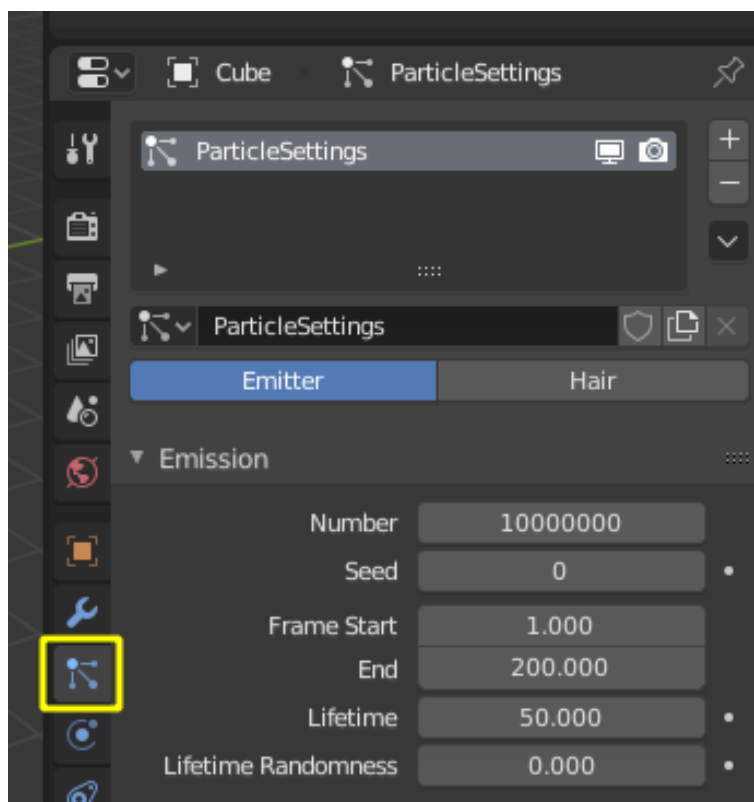 Cube ParticleSettings
ParticleSettings
ParticleSettings
Emitter Hair
Emission
Number 10000000
Seed 0
Frame Start 1.000
End 200.000
Lifetime 50.000
Lifetime Randomness 0.000